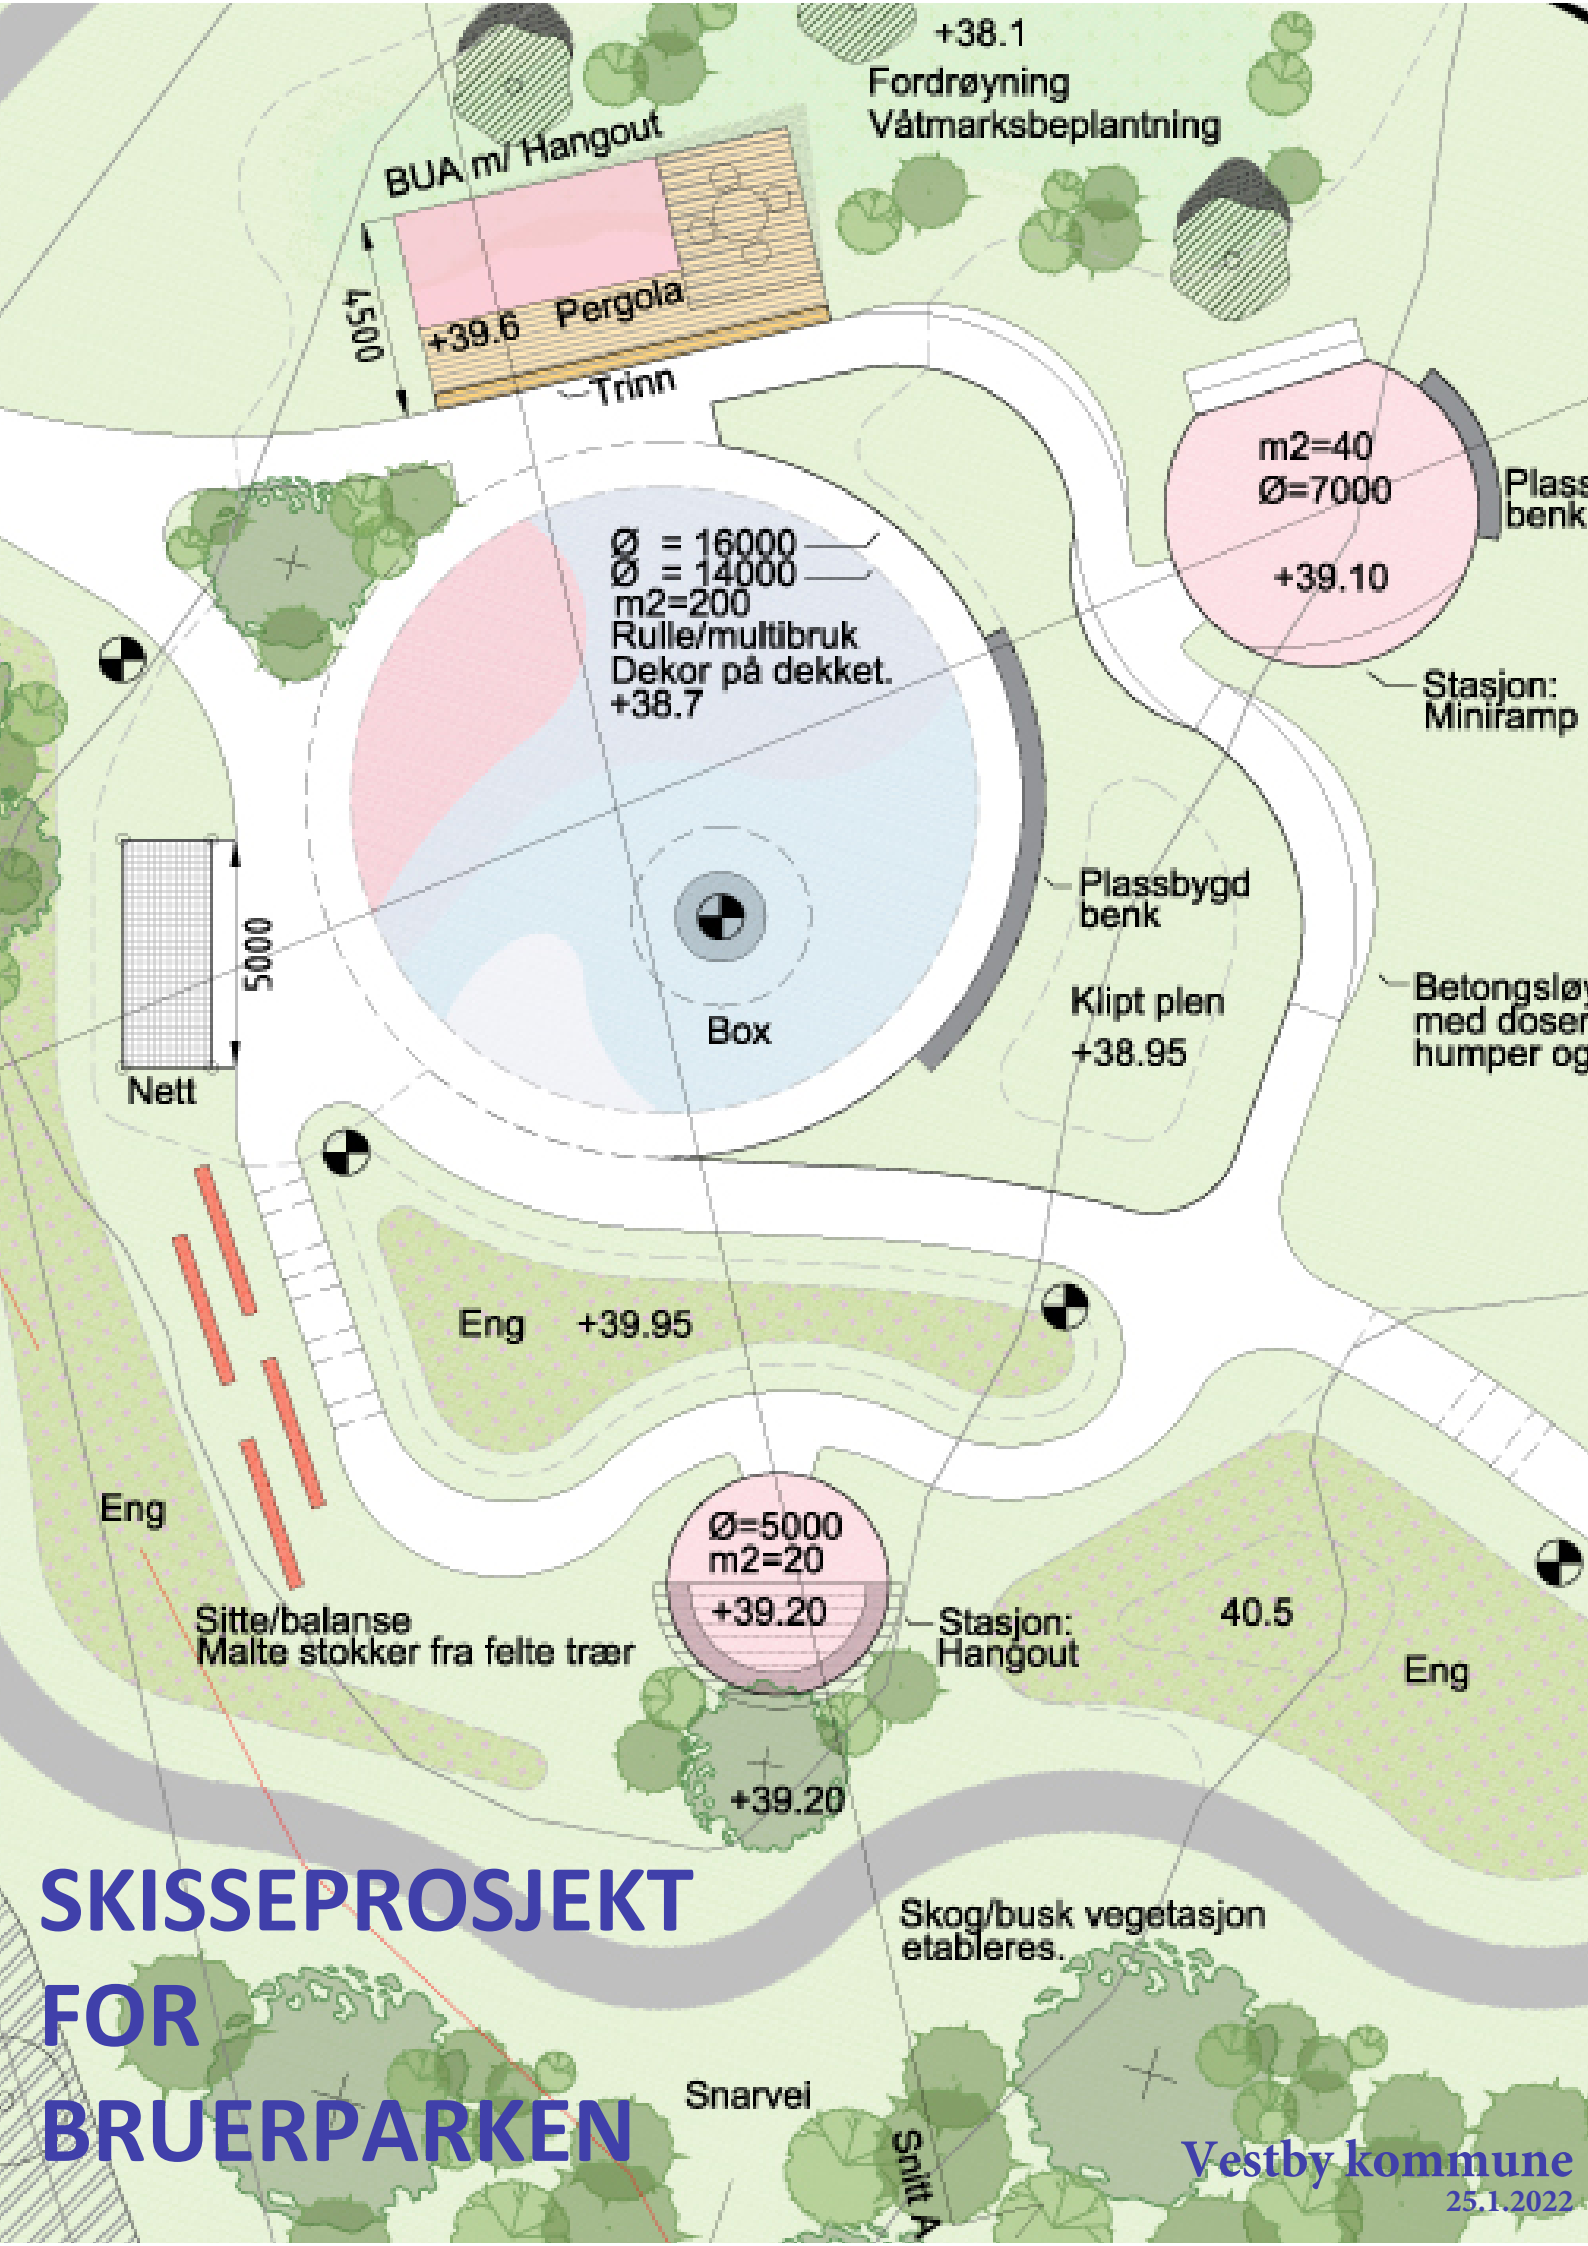 +38.1
Fordrøyning
Våtmarksbeplantning
BUA m/ Hangout
4500
+39.6 Pergola
Trinn
m2=40
Ø=7000
+39.10
Plass
benk
Stasjon:
Miniramp
Ø = 16000
Ø = 14000
m2=200
Rulle/multibruk
Dekor på dekket.
+38.7
Plassbygd
benk
Box
5000
Nett
Klipt plen
+38.95
Betongsløy
med doser
humper og
Eng +39.95
Eng
Ø=5000
m2=20
+39.20
Stasjon:
Hangout
Sitte/balanse
Malte stokker fra felte trær
40.5
Eng
+39.20
Skog/busk vegetasjon
etableres.
SKISSEPROSJEKT
FOR
BRUERPARKEN
Snarvei
Snitt A
Vestby kommune
25.1.2022